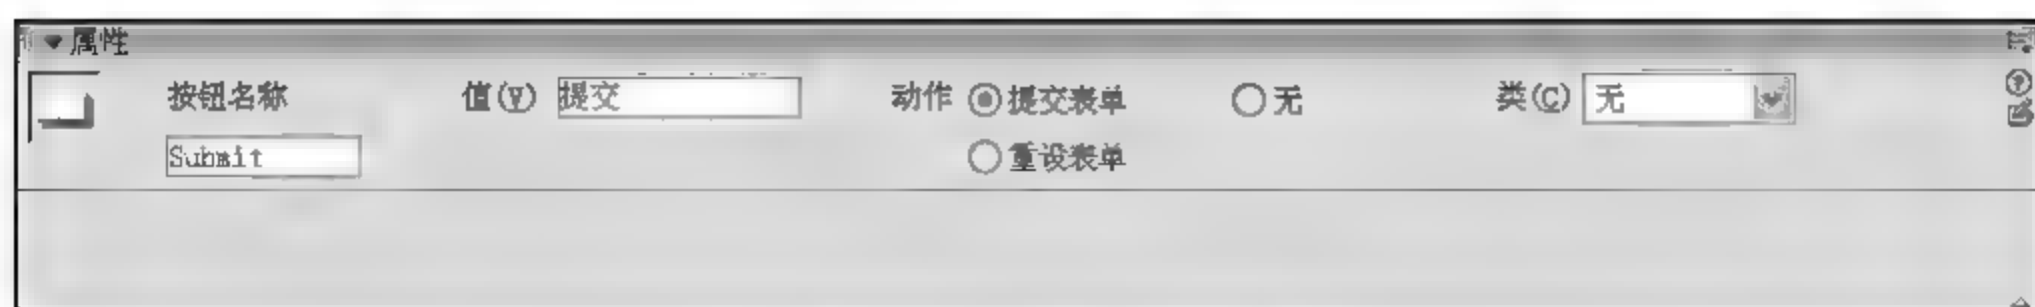 属性
按钮名称 值(V) 提交 动作 提交表单 无 类(C) 无
Submit 重设表单